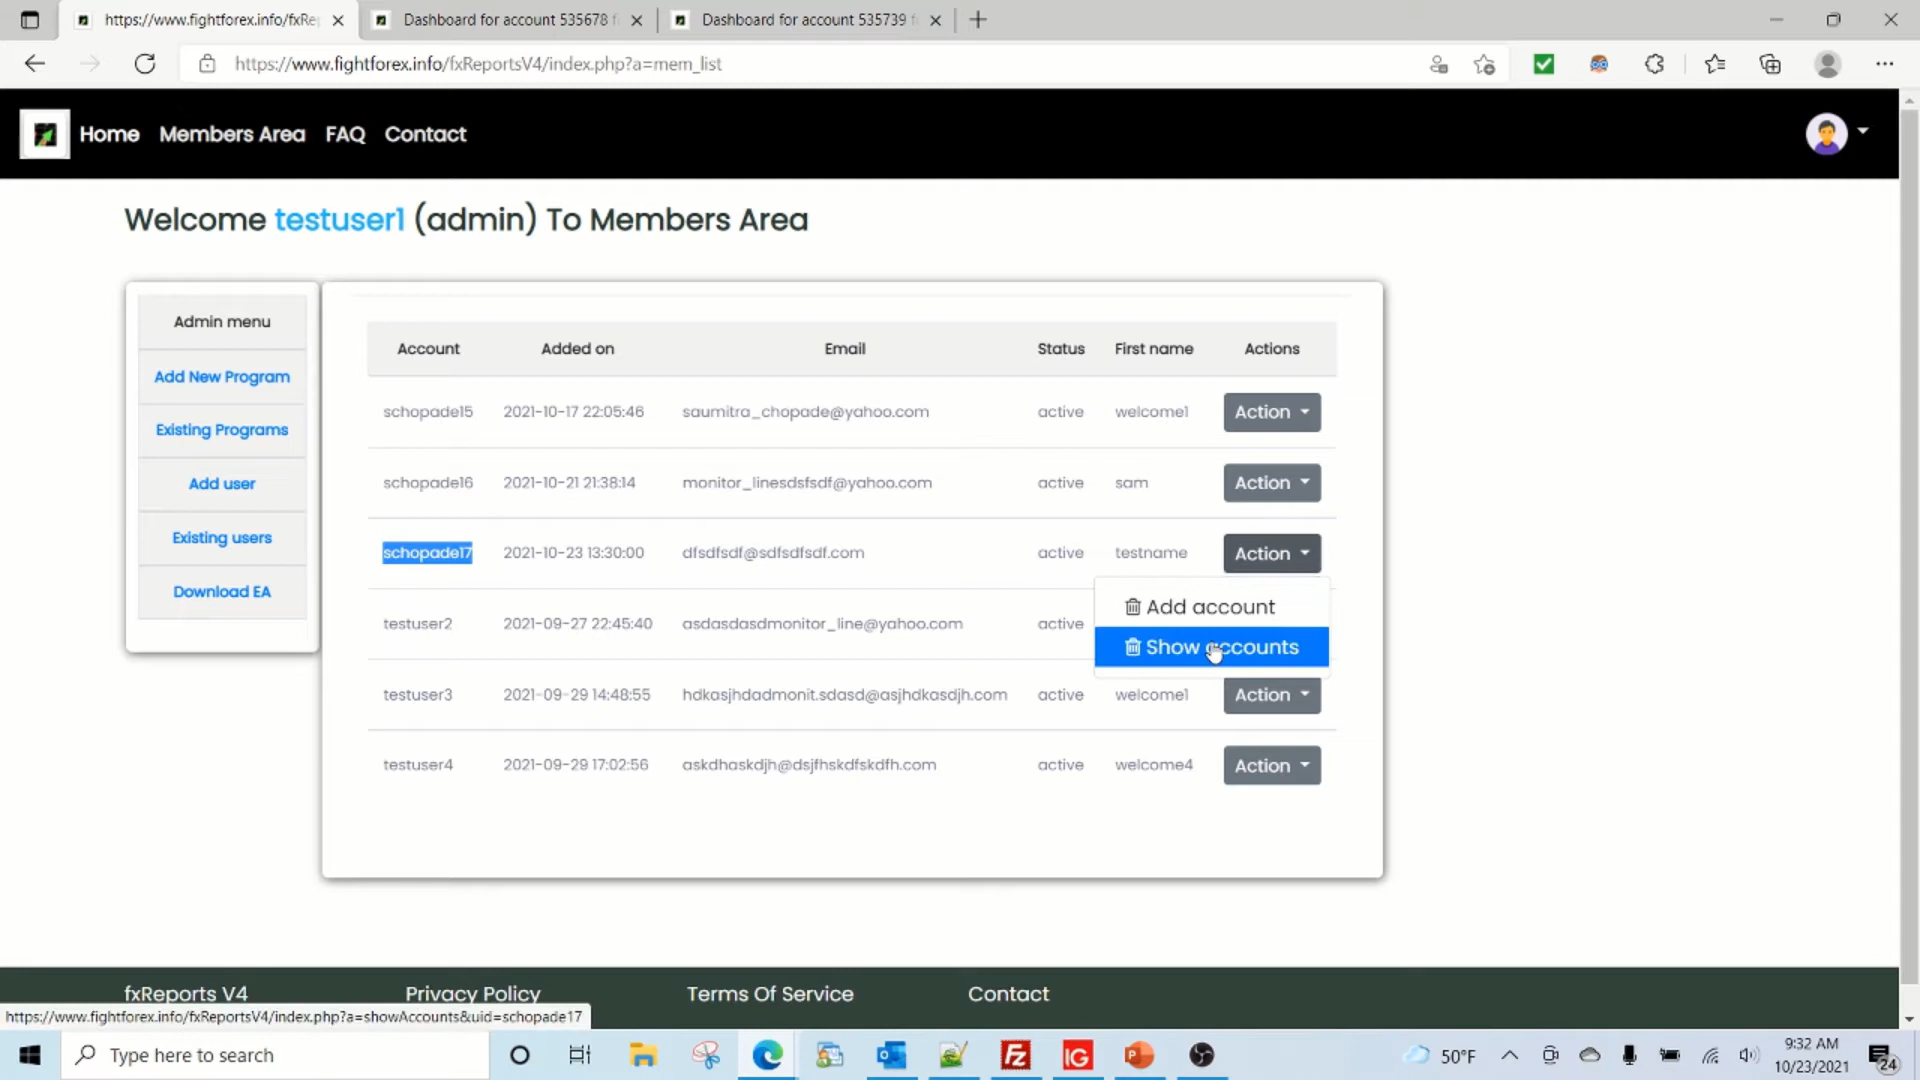 https://www.fightforex.info/fxRe
Dashboard for account 535678 f
Dashboard for account 535739 f
https://www.fightforex.info/fxReportsV4/index.php?a=mem_list
Home Members Area FAQ Contact
Welcome testuser1 (admin) To Members Area
Admin menu
Add New Program
Existing Programs
Add user
Existing users
Download EA
Account Added on Email Status First name Actions
schopade15 2021-10-17 22:05:46 saumitra_chopade@yahoo.com active welcome1 Action
schopade16 2021-10-21 21:38:14 monitor_linesdsfsdf@yahoo.com active sam Action
schopade17 2021-10-23 13:30:00 dfsdfsdf@sdfsdfsdf.com active testname Action
Add account
Show accounts
testuser2 2021-09-27 22:45:40 asdasdasdmonitor_line@yahoo.com active
testuser3 2021-09-29 14:48:55 hdkasjhdadmonit.sdasd@asjhdkasdjh.com active welcome1 Action
testuser4 2021-09-29 17:02:56 askdhaskdjh@dsjfhskdfskdfh.com active welcome4 Action
fxReports V4 Privacy Policy Terms Of Service Contact
https://www.fightforex.info/fxReportsV4/index.php?a=showAccounts&uid=schopade17
Type here to search
IG
50°F
9:32 AM
10/23/2021
24